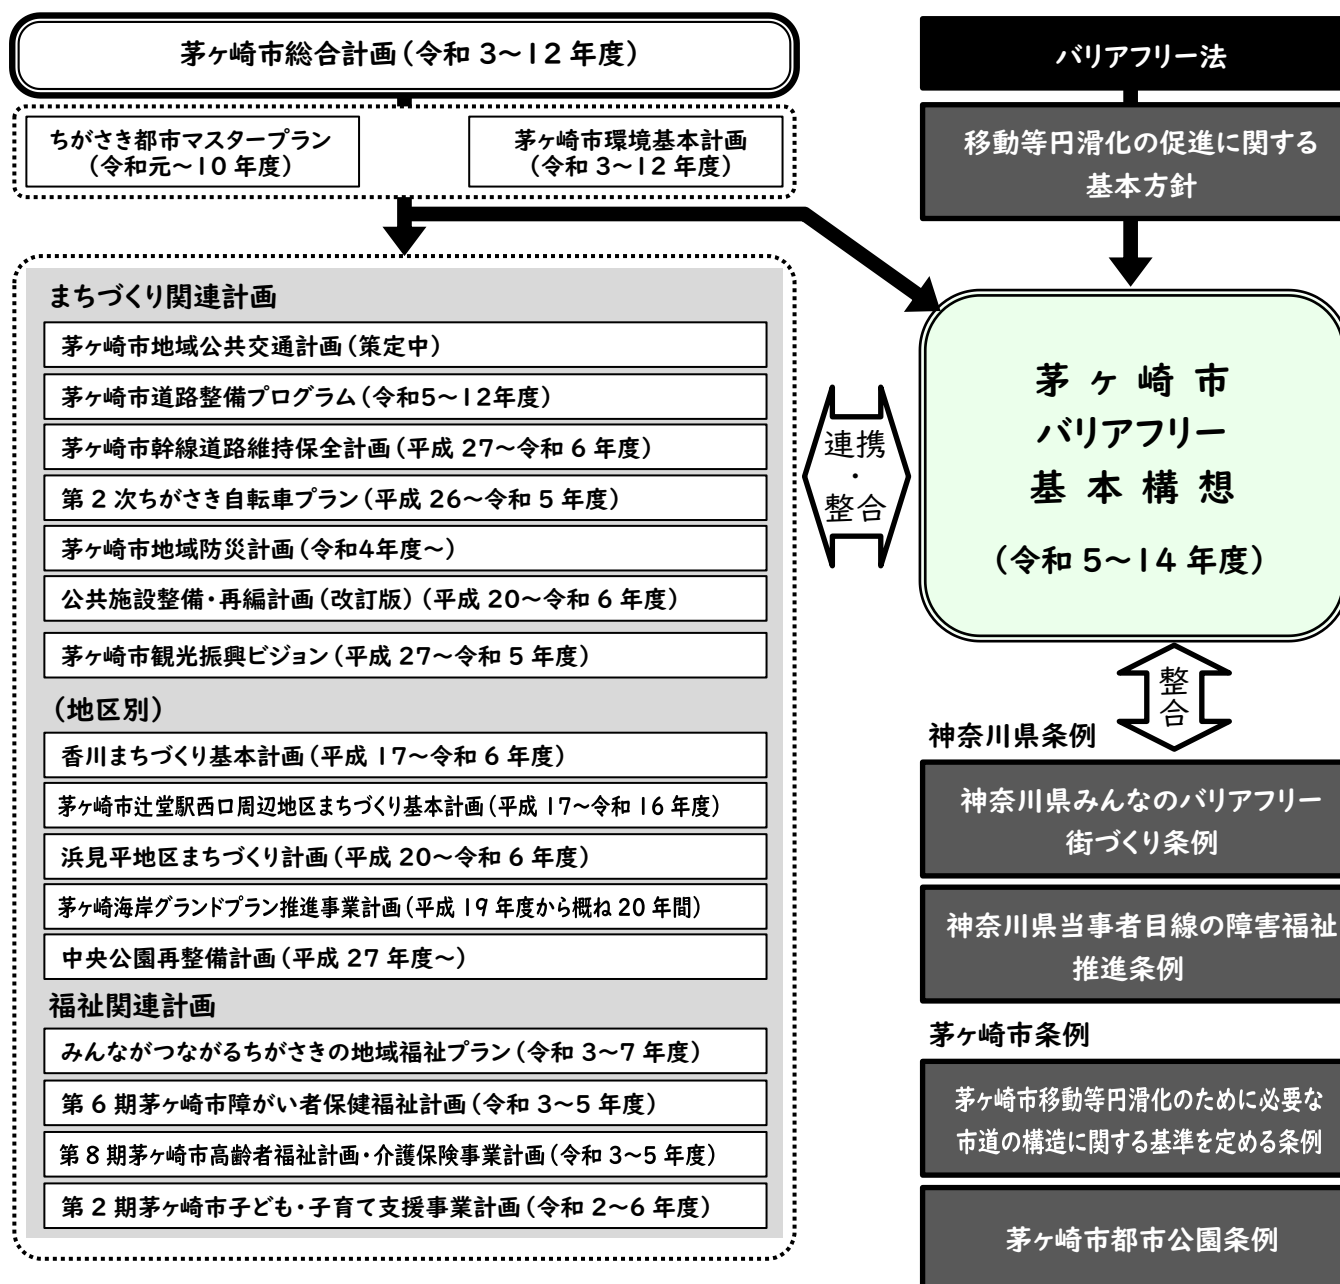 茅ヶ崎市総合計画（令和 3～12 年度）
ちがさき都市マスタープラン
（令和元～10 年度）
茅ヶ崎市環境基本計画
（令和 3～12 年度）
まちづくり関連計画
茅ヶ崎市地域公共交通計画（策定中）
茅ヶ崎市道路整備プログラム（令和5～12年度）
茅ヶ崎市幹線道路維持保全計画（平成 27～令和 6 年度）
第 2 次ちがさき自転車プラン（平成 26～令和 5 年度）
茅ヶ崎市地域防災計画（令和4年度～）
公共施設整備・再編計画（改訂版）（平成 20～令和 6 年度）
茅ヶ崎市観光振興ビジョン（平成 27～令和 5 年度）
（地区別）
香川まちづくり基本計画（平成 17～令和 6 年度）
茅ヶ崎市辻堂駅西口周辺地区まちづくり基本計画（平成 17～令和 16 年度）
浜見平地区まちづくり計画（平成 20～令和 6 年度）
茅ヶ崎海岸グランドプラン推進事業計画（平成 19 年度から概ね 20 年間）
中央公園再整備計画（平成 27 年度～）
福祉関連計画
みんながつながるちがさきの地域福祉プラン（令和 3～7 年度）
第 6 期茅ヶ崎市障がい者保健福祉計画（令和 3～5 年度）
第 8 期茅ヶ崎市高齢者福祉計画・介護保険事業計画（令和 3～5 年度）
第 2 期茅ヶ崎市子ども・子育て支援事業計画（令和 2～6 年度）
連携
・
整合
バリアフリー法
移動等円滑化の促進に関する
基本方針
茅ヶ崎市
バリアフリー
基本構想
（令和 5～14 年度）
整
合
神奈川県条例
神奈川県みんなのバリアフリー
街づくり条例
神奈川県当事者目線の障害福祉
推進条例
茅ヶ崎市条例
茅ヶ崎市移動等円滑化のために必要な
市道の構造に関する基準を定める条例
茅ヶ崎市都市公園条例